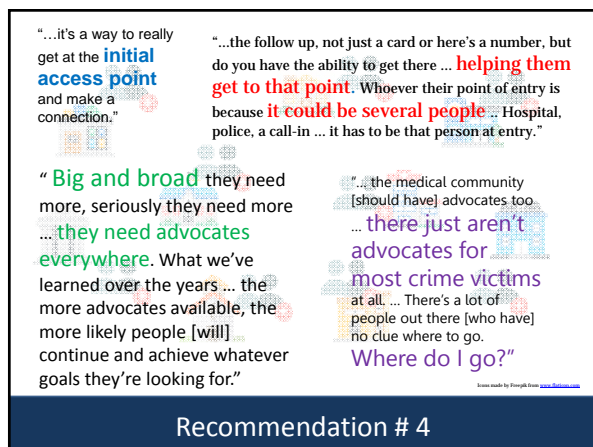 "…it's a way to really
get at the initial
access point
and make a
connection."
"…the follow up, not just a card or here's a number, but
do you have the ability to get there … helping them
get to that point. Whoever their point of entry is
because it could be several people .. Hospital,
police, a call-in … it has to be that person at entry."
" Big and broad they need
more, seriously they need more
… they need advocates
everywhere. What we've
learned over the years … the
more advocates available, the
more likely people [will]
continue and achieve whatever
goals they're looking for."
"… the medical community
[should have] advocates too
… there just aren't
advocates for
most crime victims
at all. … There's a lot of
people out there [who have]
no clue where to go.
Where do I go?"
Icons made by Freepik from www.flaticon.com
Recommendation # 4